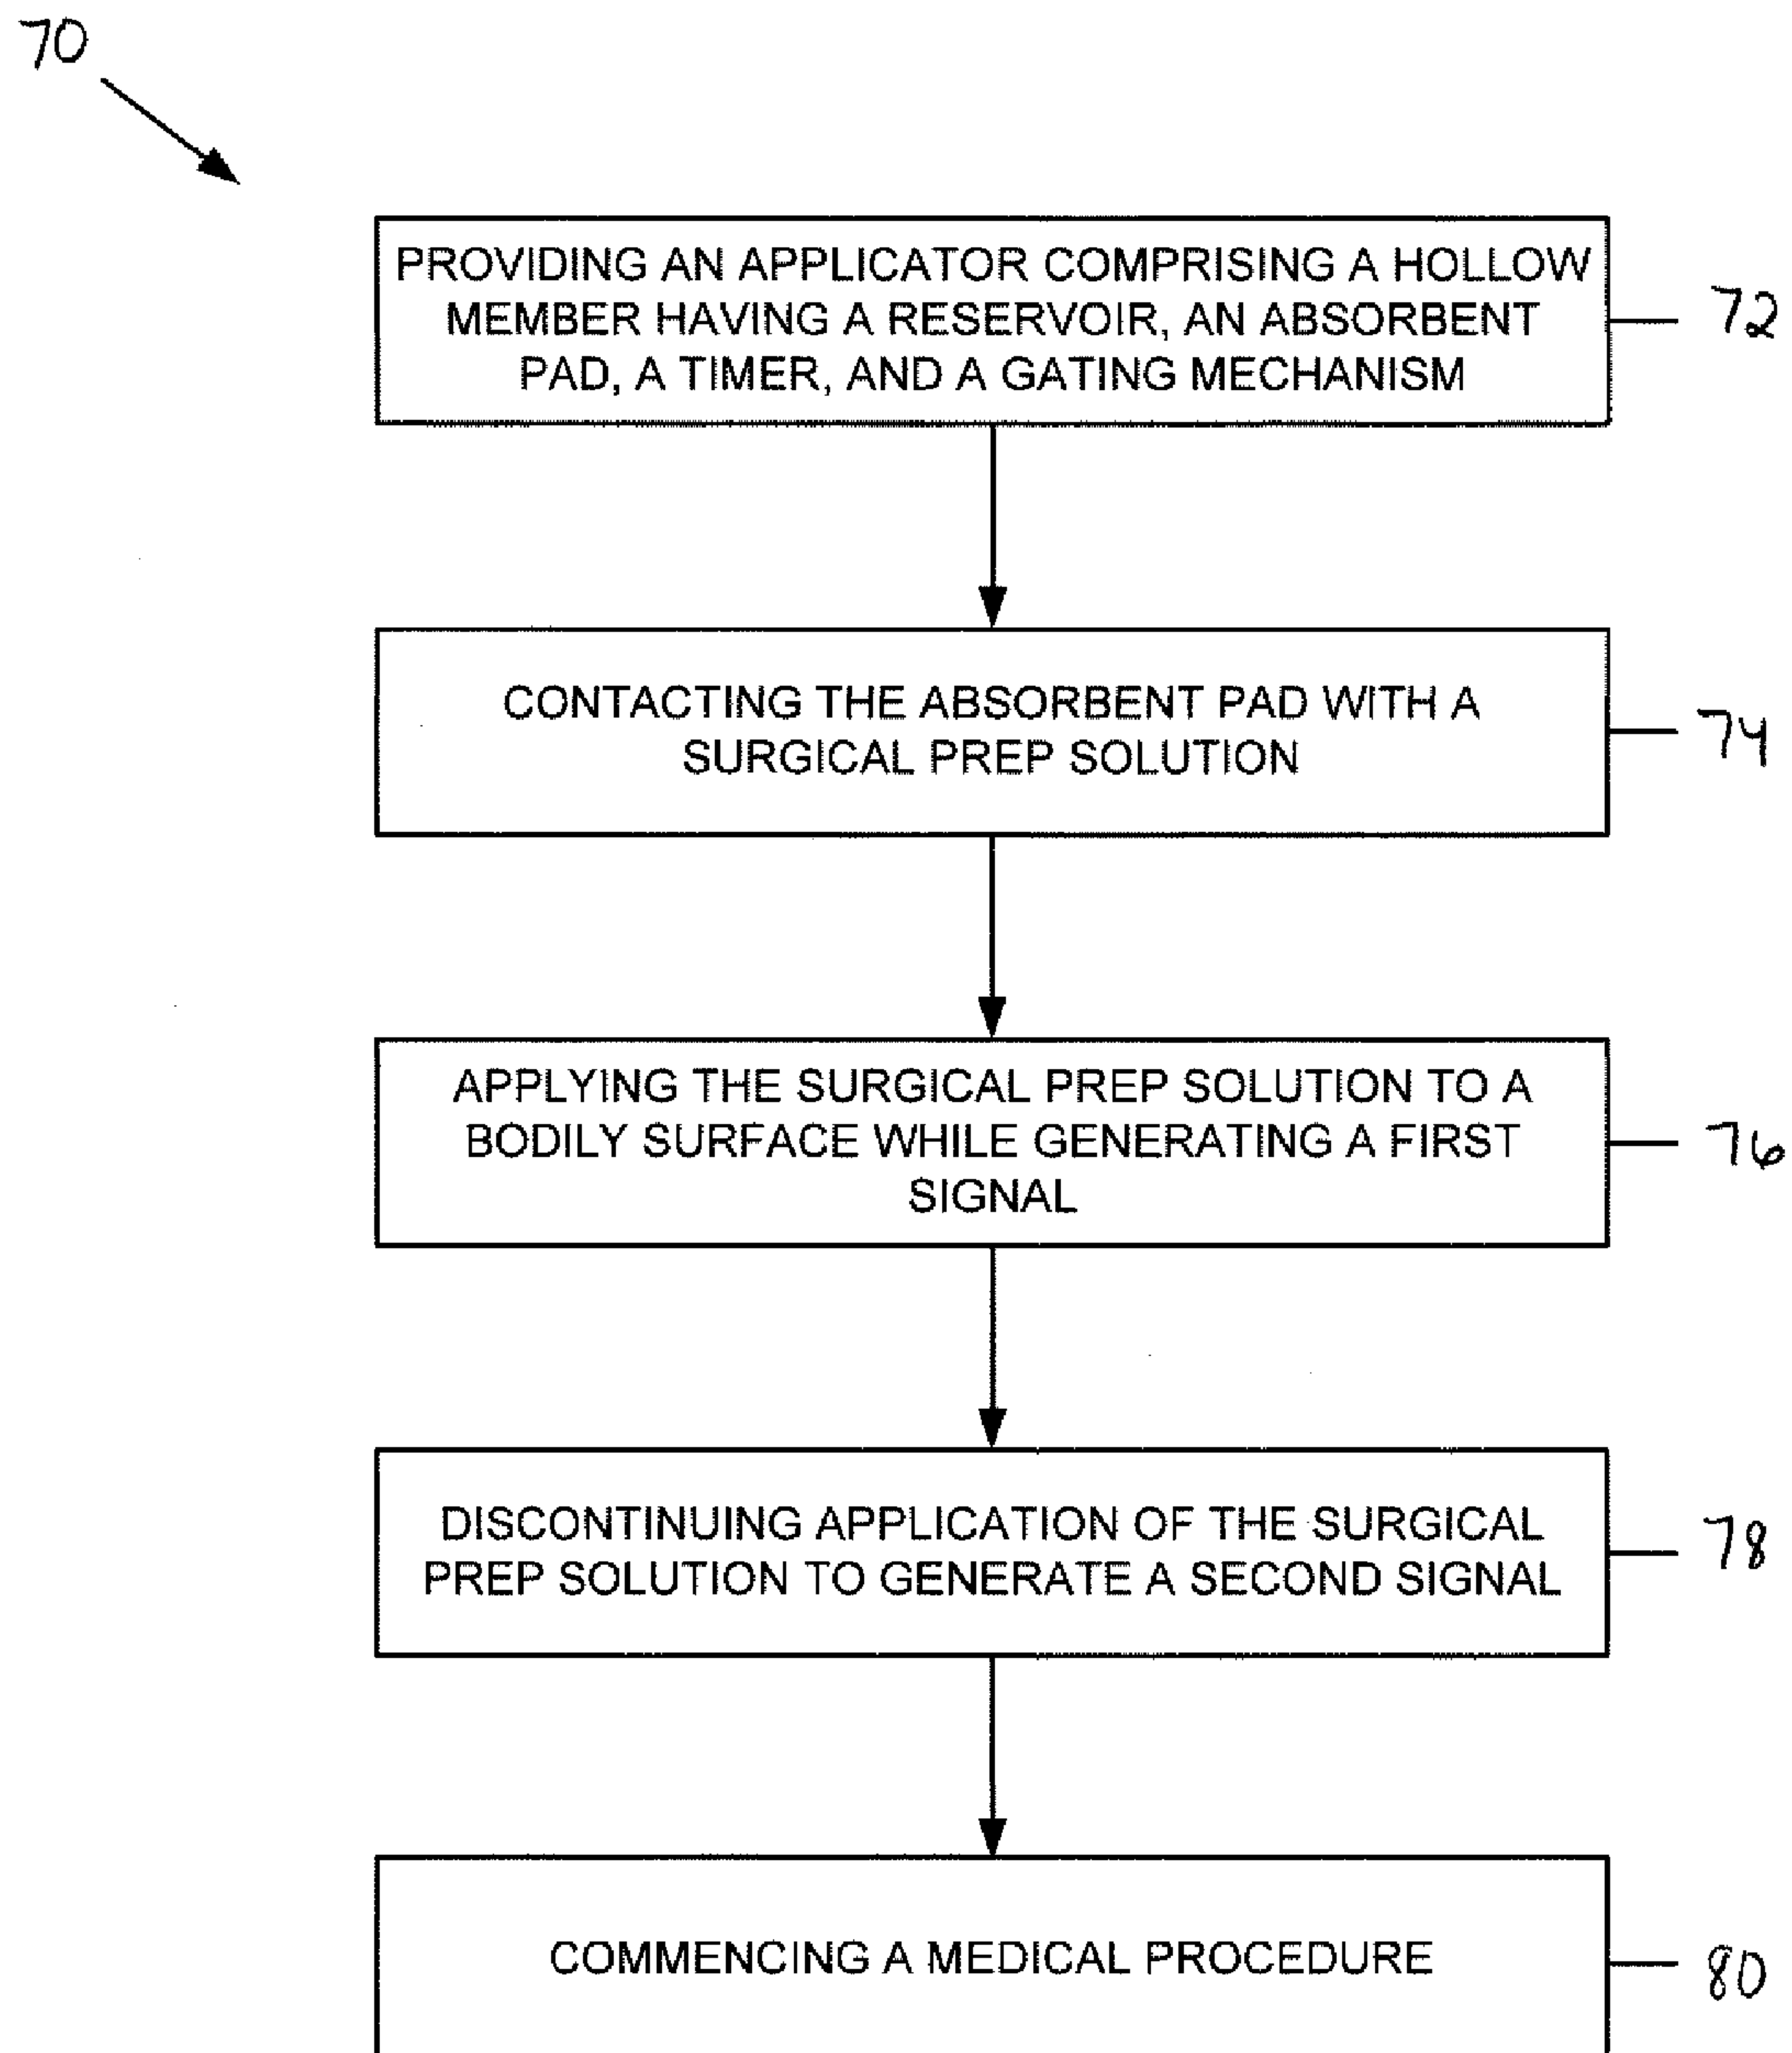 70
PROVIDING AN APPLICATOR COMPRISING A HOLLOW
MEMBER HAVING A RESERVOIR, AN ABSORBENT
PAD, A TIMER, AND A GATING MECHANISM
72
CONTACTING THE ABSORBENT PAD WITH A
SURGICAL PREP SOLUTION
74
APPLYING THE SURGICAL PREP SOLUTION TO A
BODILY SURFACE WHILE GENERATING A FIRST
SIGNAL
76
DISCONTINUING APPLICATION OF THE SURGICAL
PREP SOLUTION TO GENERATE A SECOND SIGNAL
78
COMMENCING A MEDICAL PROCEDURE
80